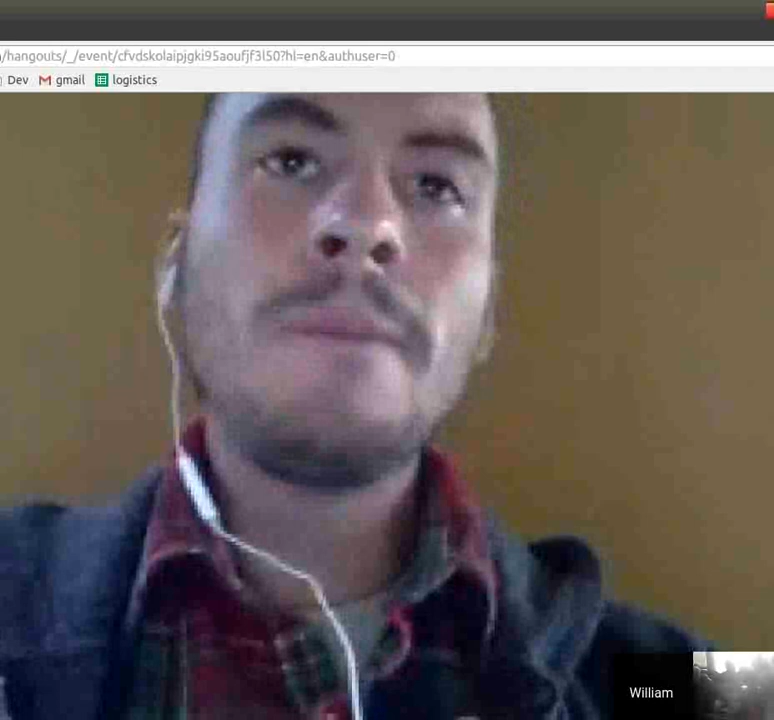 /hangouts/_/event/cfvdskolaipjgki95aoufjf3l50?hl=en&authuser=0
Dev gmail logistics
William